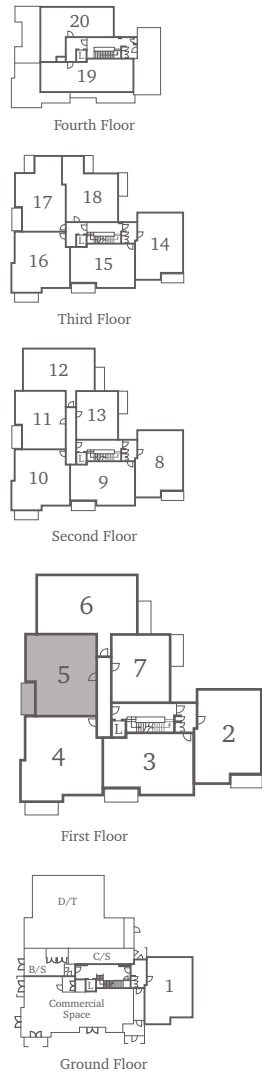 20
L
19
Fourth Floor
17
18
L
14
16
15
Third Floor
12
11
13
L
8
10
9
Second Floor
6
5
7
L
2
4
3
First Floor
D/T
C/S
B/S
L
1
Commercial
Space
Ground Floor